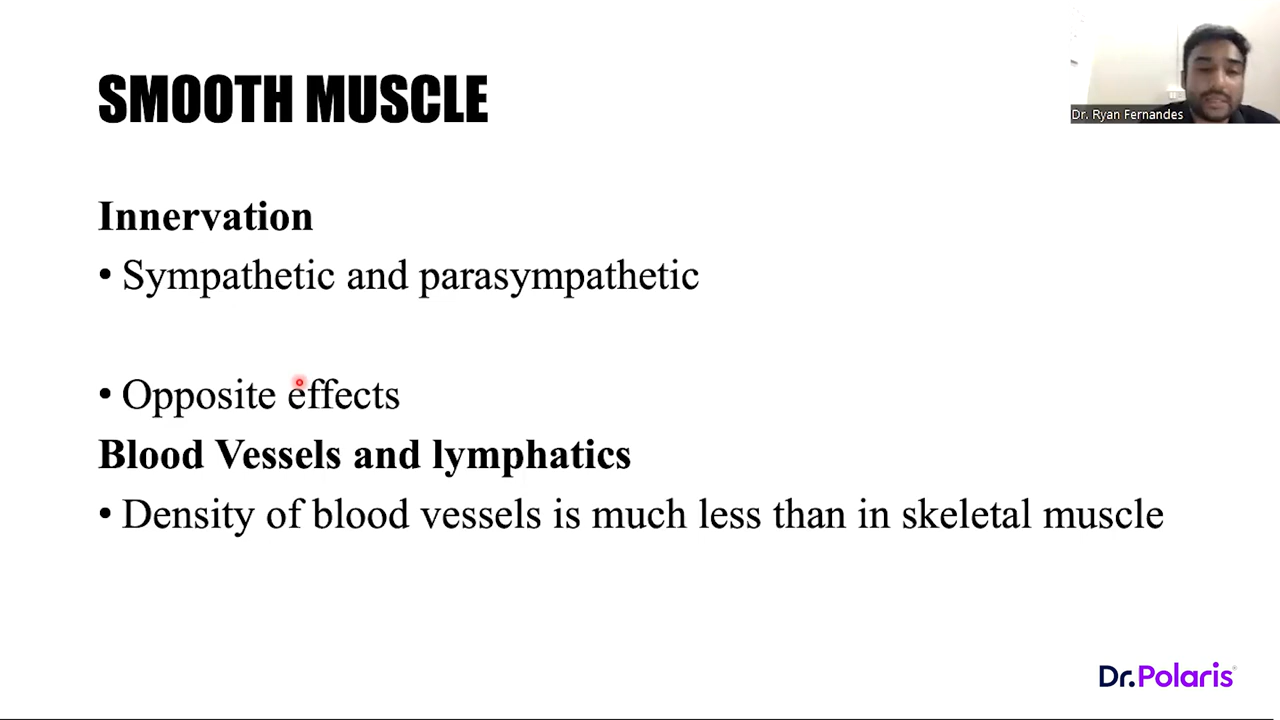 Dr. Ryan Fernandes
SMOOTH MUSCLE
Innervation
• Sympathetic and parasympathetic
• Opposite effects
Blood Vessels and lymphatics
• Density of blood vessels is much less than in skeletal muscle
Dr.Polaris®